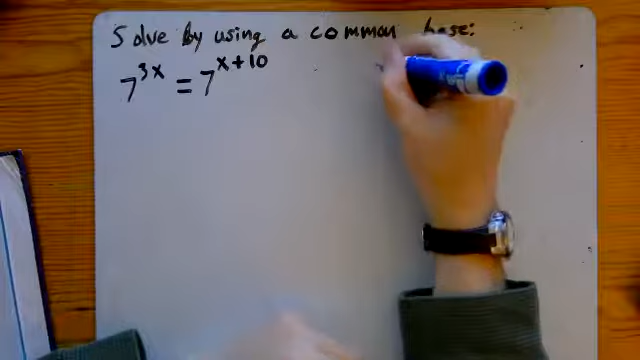 Solve by using a common base:
7^{3x} = 7^{x+10}